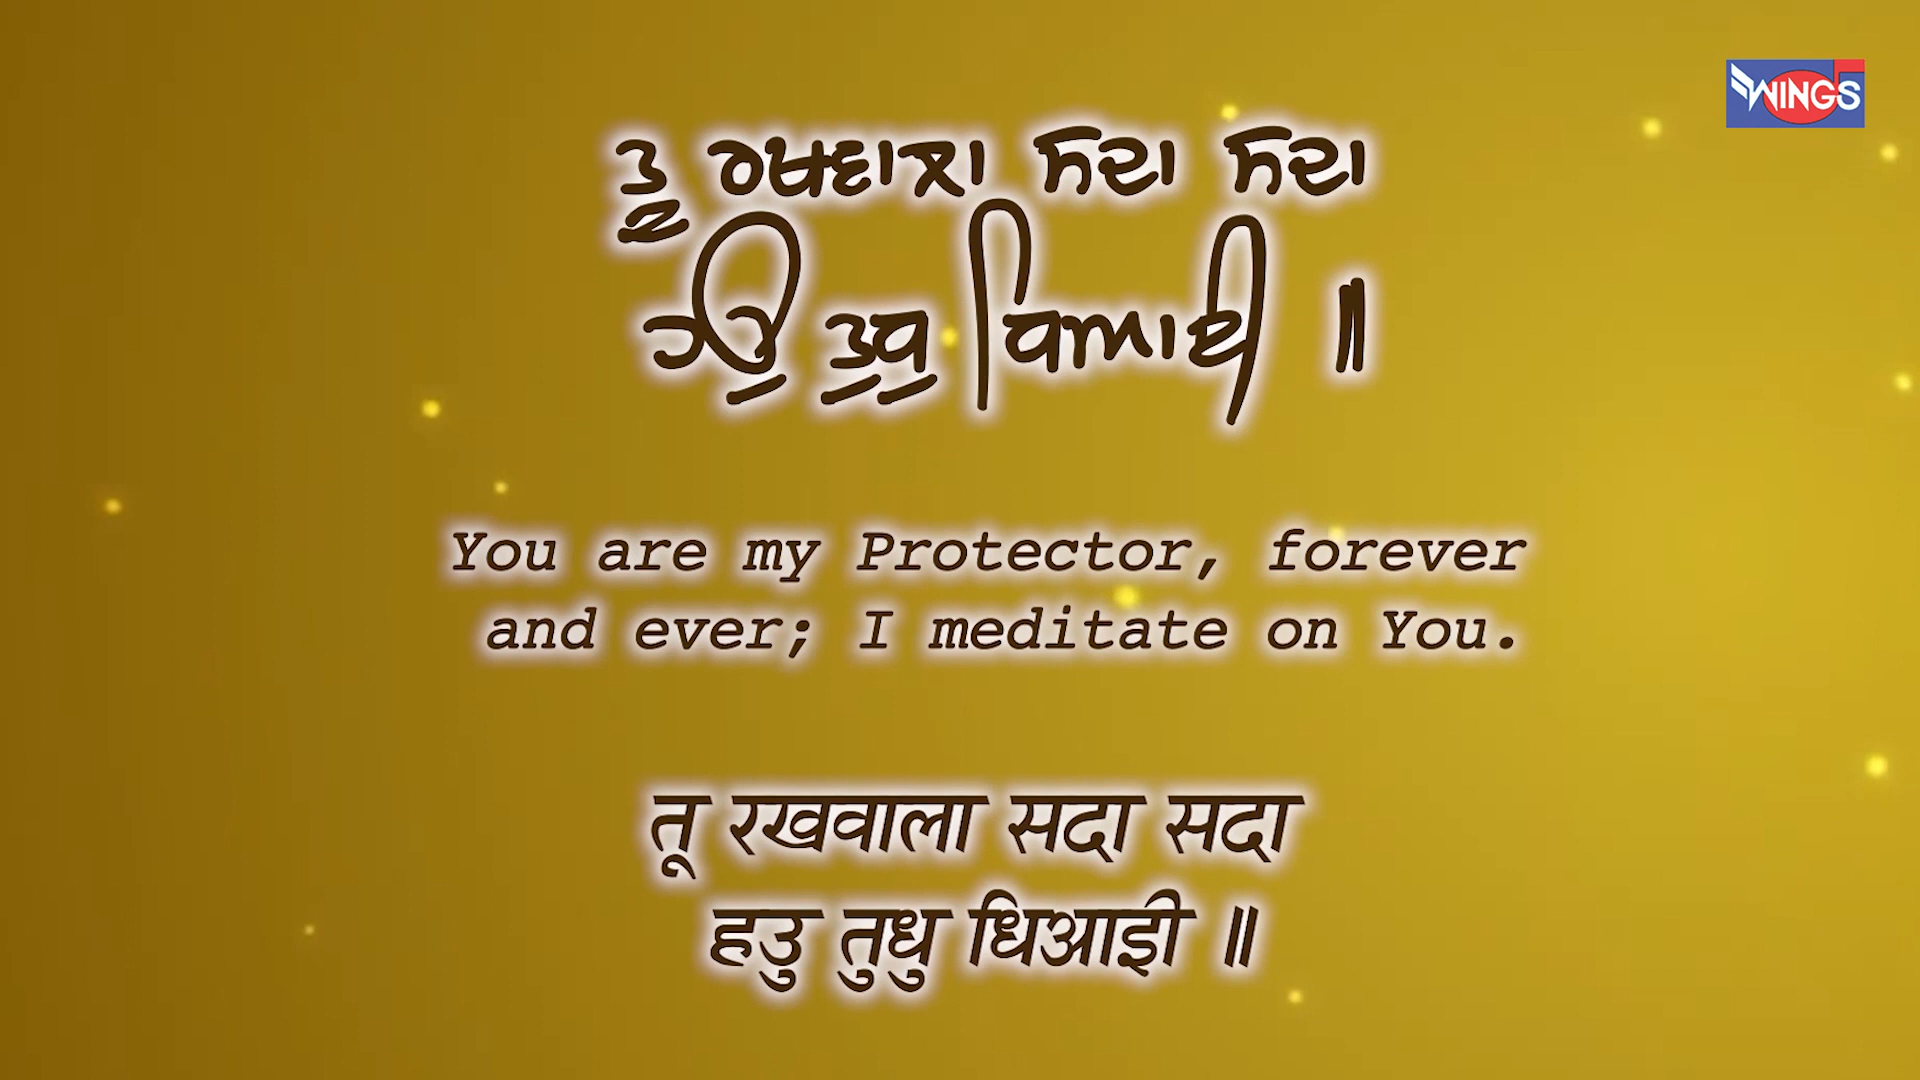 WINGS
ਤੂ ਰਖਵਾਲਾ ਸਦਾ ਸਦਾ
ਹਉ ਤੁਧੁ ਧਿਆਈ ॥
You are my Protector, forever
and ever; I meditate on You.
तू रखवाला सदा सदा
हउ तुधु धिआई ॥